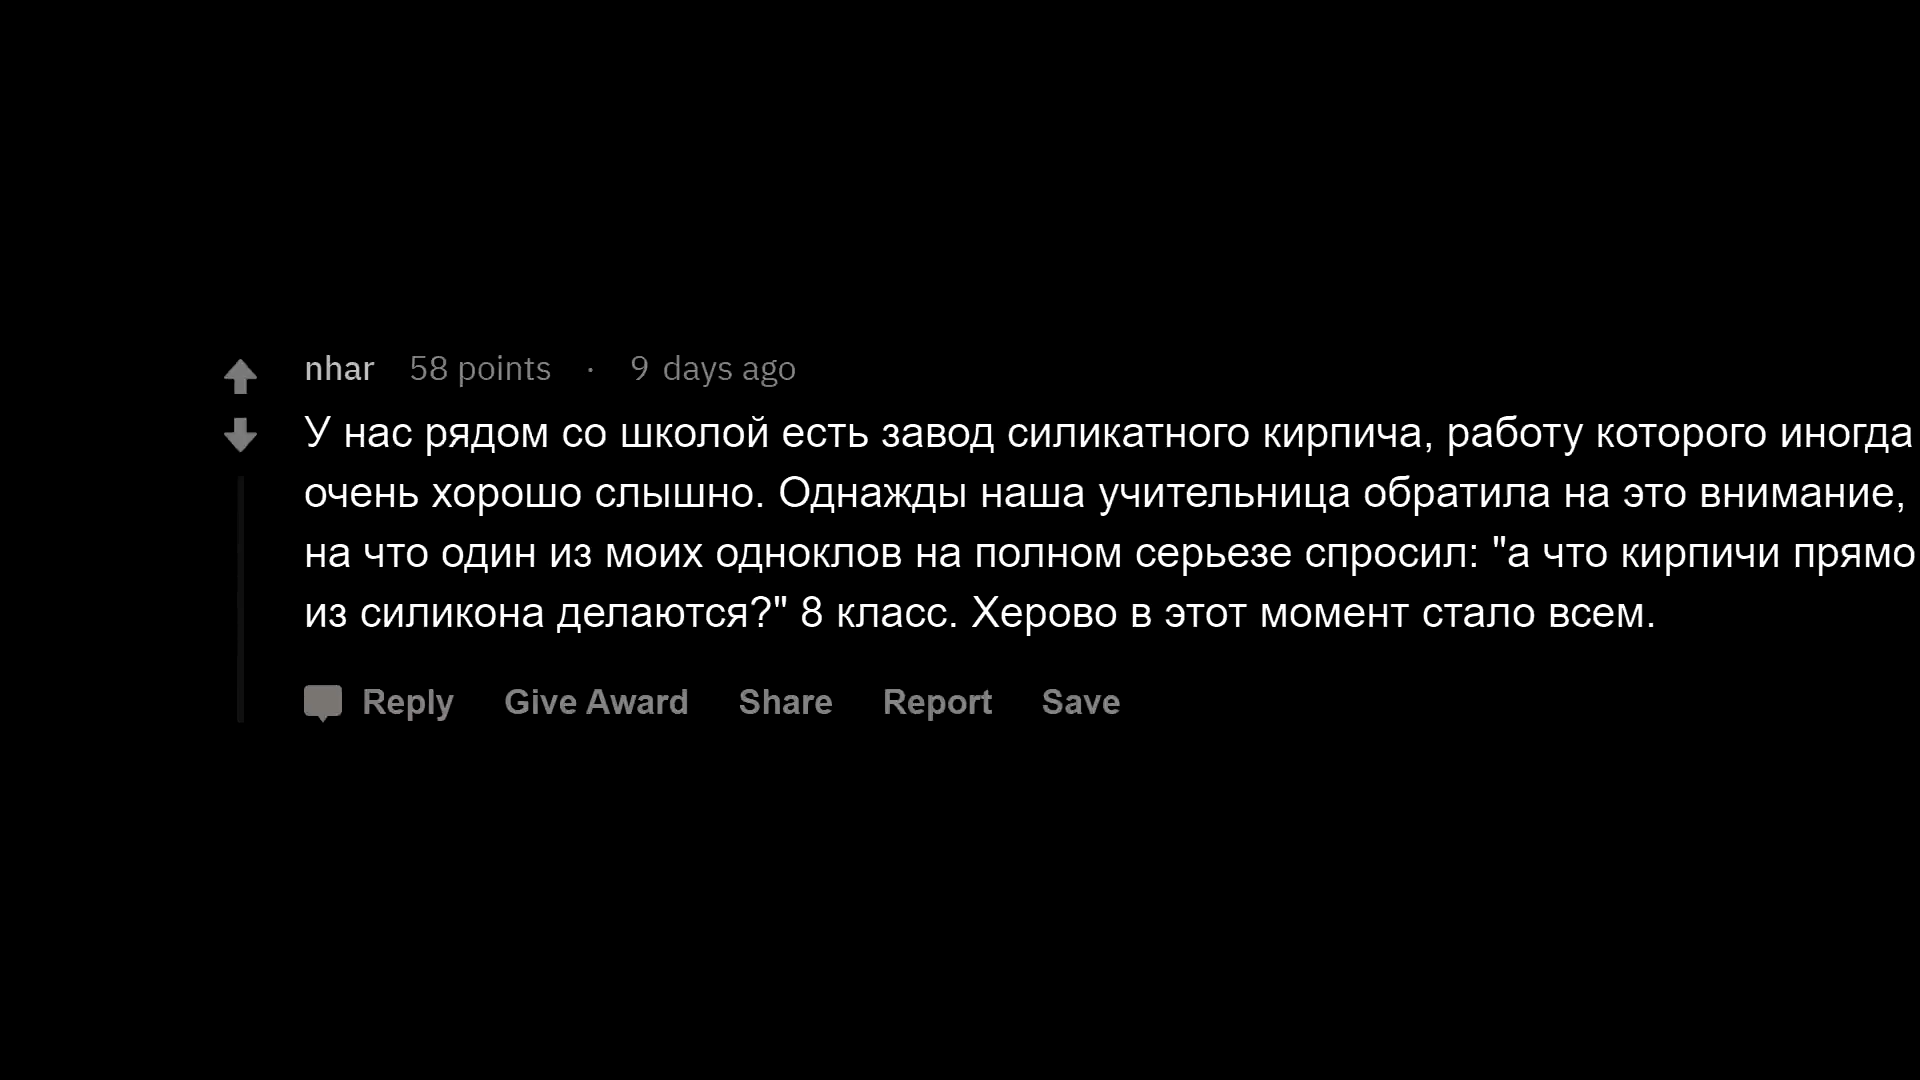 nhar 58 points · 9 days ago
У нас рядом со школой есть завод силикатного кирпича, работу которого иногда
очень хорошо слышно. Однажды наша учительница обратила на это внимание,
на что один из моих одноклов на полном серьезе спросил: "а что кирпичи прямо
из силикона делаются?" 8 класс. Херово в этот момент стало всем.
Reply Give Award Share Report Save